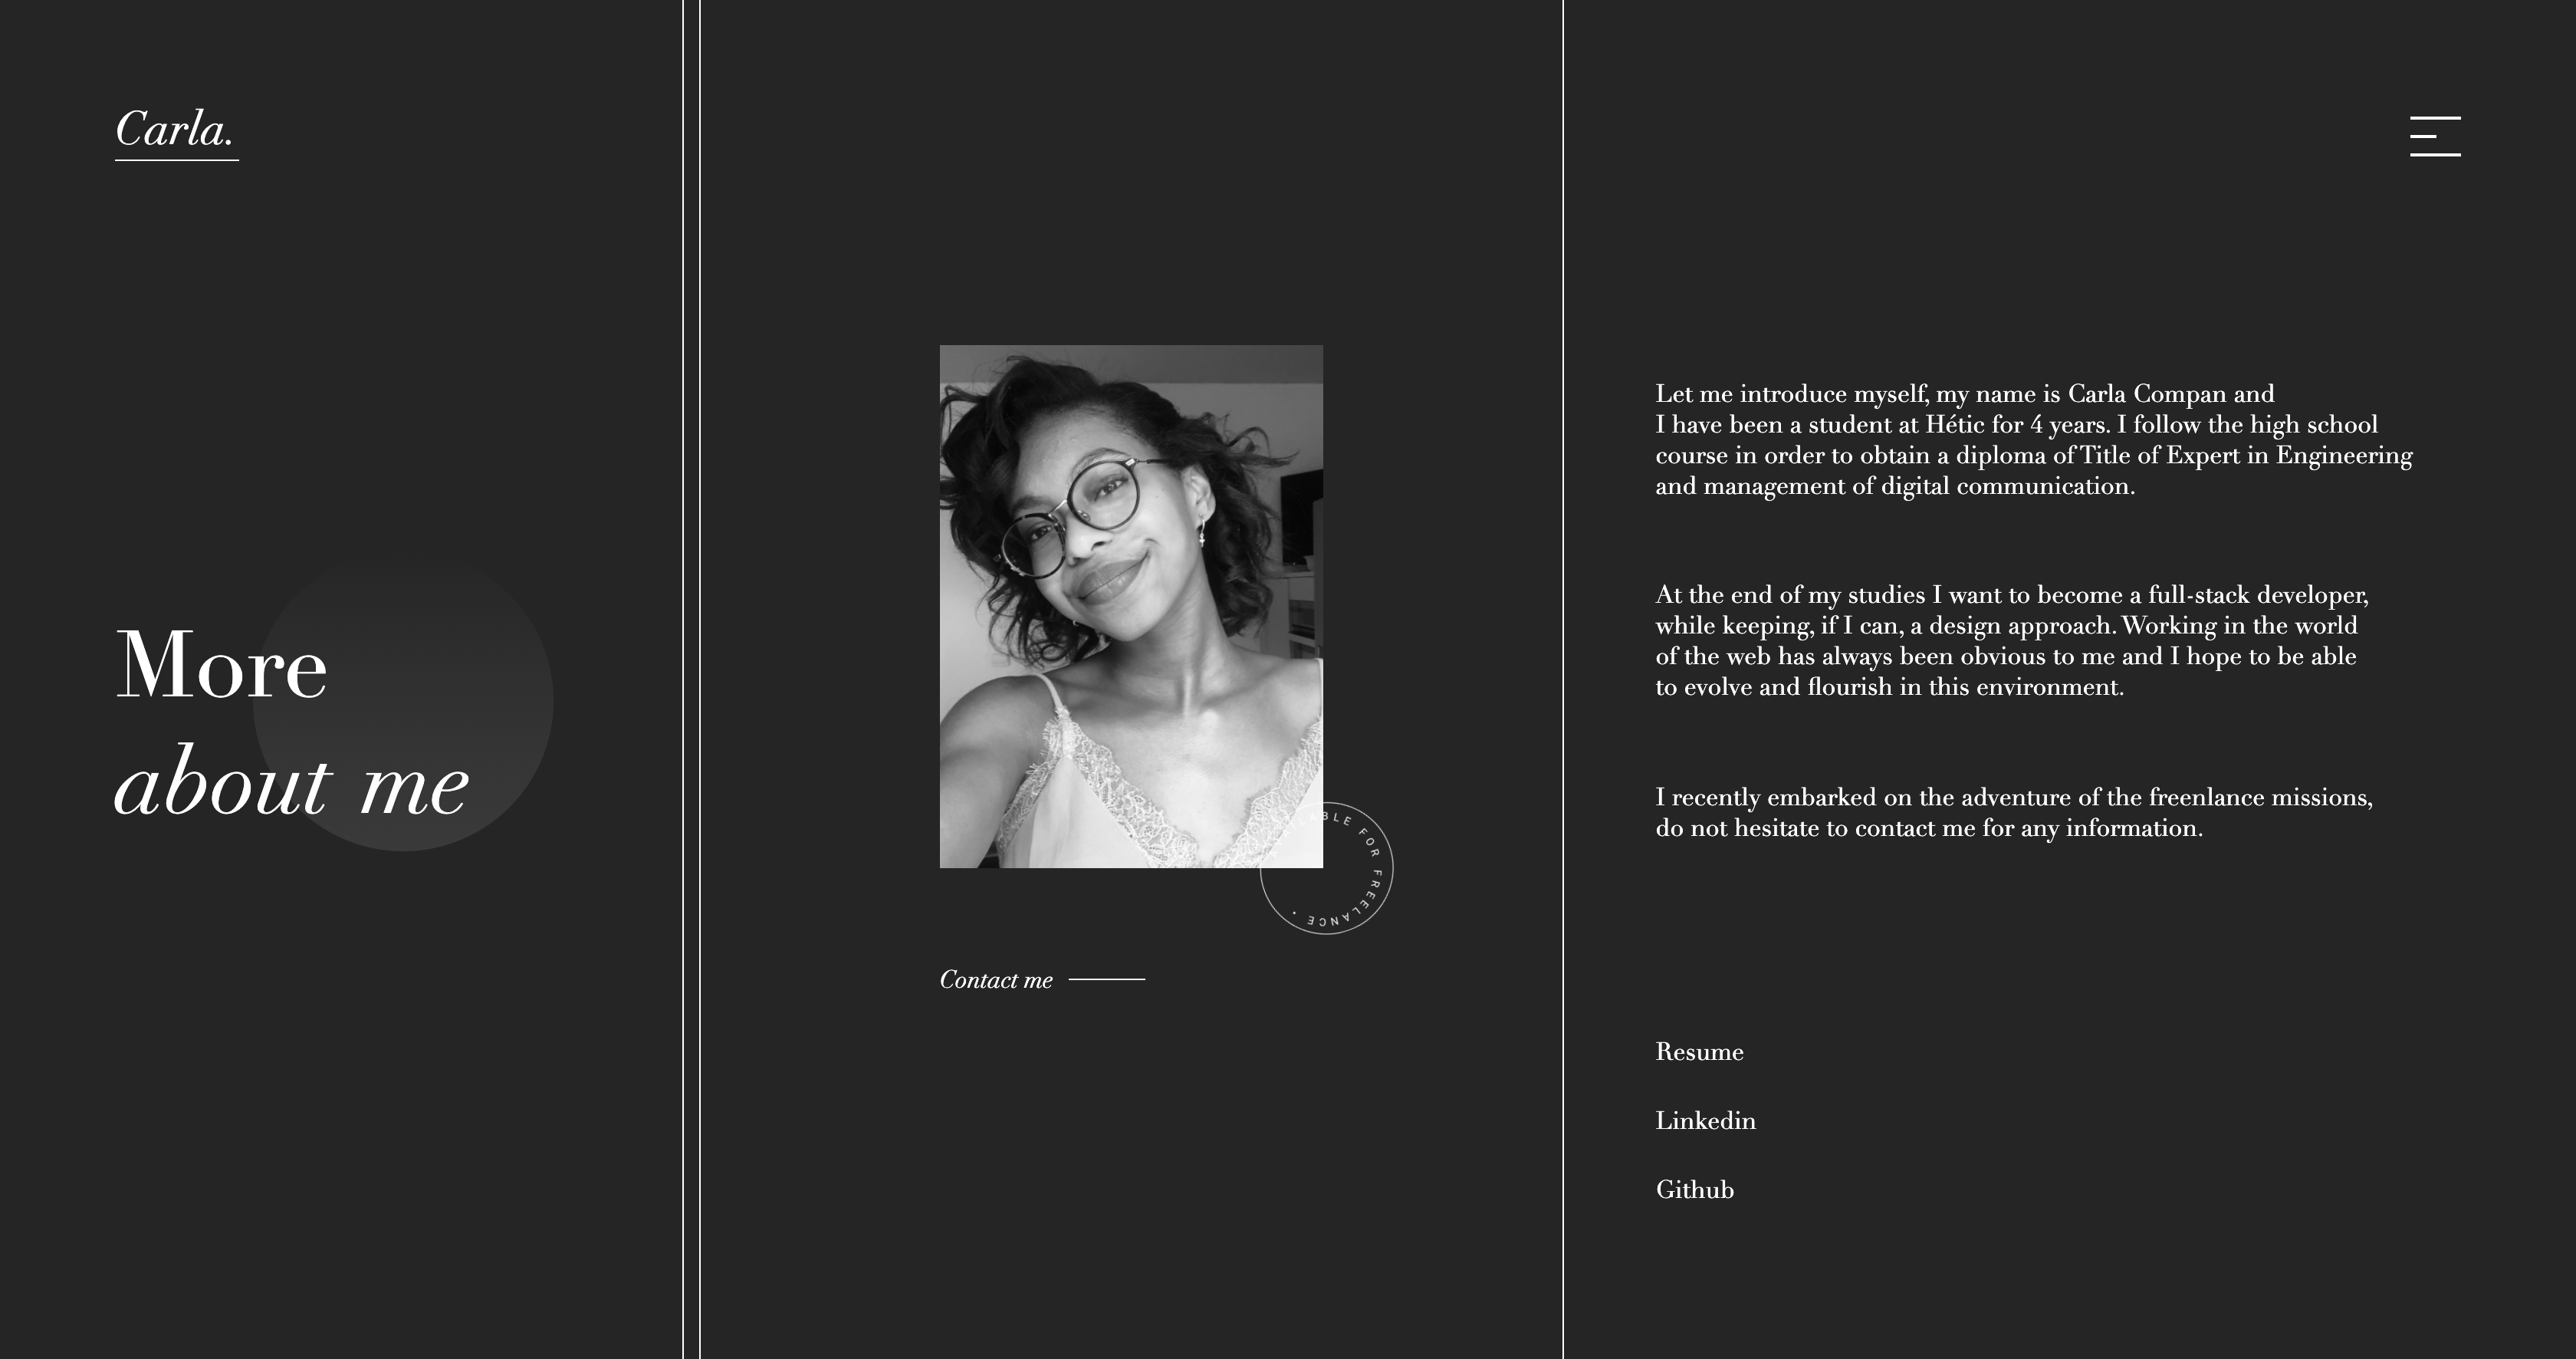 Carla.
More
about me
Contact me
ABLE FOR FREELANCE •
Let me introduce myself, my name is Carla Compan and
I have been a student at Hétic for 4 years. I follow the high school
course in order to obtain a diploma of Title of Expert in Engineering
and management of digital communication.
At the end of my studies I want to become a full-stack developer,
while keeping, if I can, a design approach. Working in the world
of the web has always been obvious to me and I hope to be able
to evolve and flourish in this environment.
I recently embarked on the adventure of the freenlance missions,
do not hesitate to contact me for any information.
Resume
Linkedin
Github